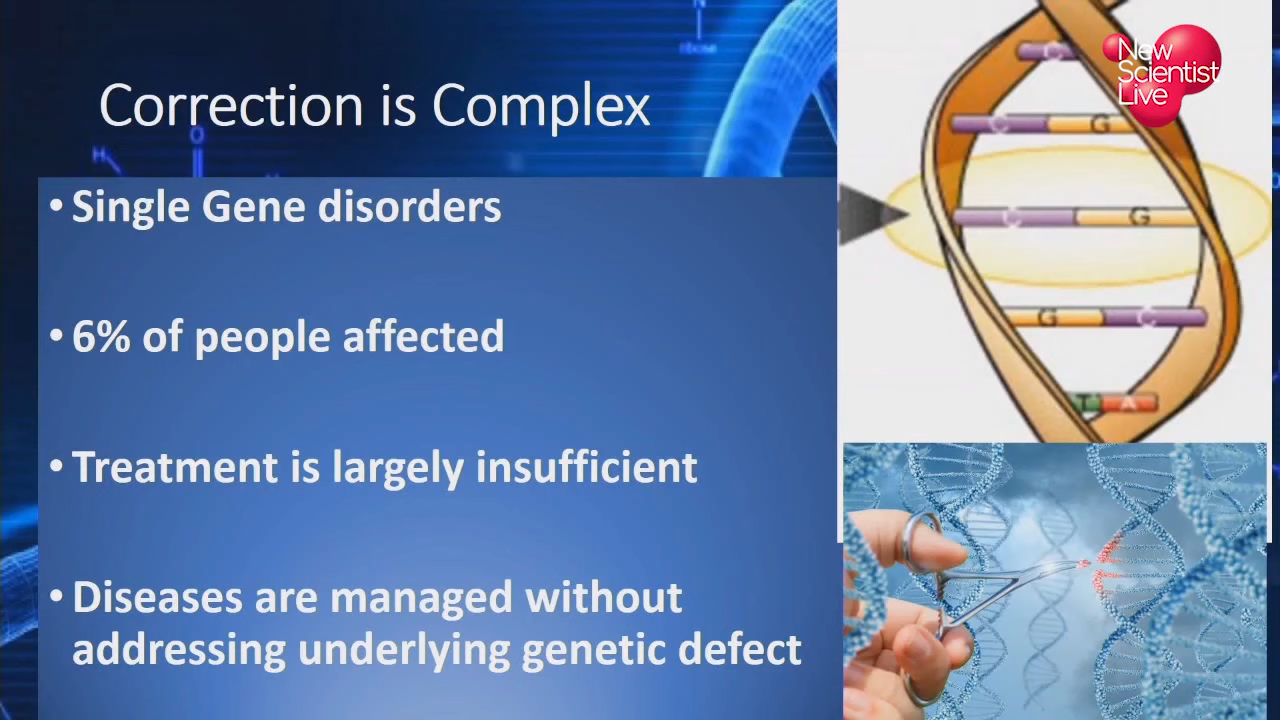 Correction is Complex
• Single Gene disorders
• 6% of people affected
• Treatment is largely insufficient
• Diseases are managed without
addressing underlying genetic defect
New
Scientist
Live
C
C G
C G
G C
T A
N
ribose
O
H